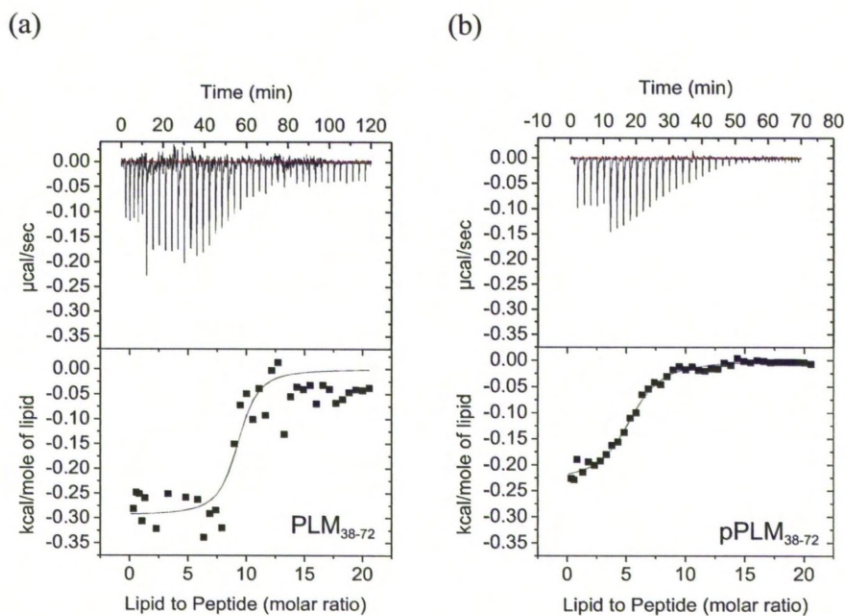 (a)
Time (min)
0 20 40 60 80 100 120
0.00
-0.05
-0.10
-0.15
-0.20
-0.25
-0.30
-0.35
µcal/sec
0.00
-0.05
-0.10
-0.15
-0.20
-0.25
-0.30
-0.35
kcal/mole of lipid
PLM38-72
0 5 10 15 20
Lipid to Peptide (molar ratio)
(b)
Time (min)
-10 0 10 20 30 40 50 60 70 80
0.00
-0.05
-0.10
-0.15
-0.20
-0.25
-0.30
-0.35
µcal/sec
0.00
-0.05
-0.10
-0.15
-0.20
-0.25
-0.30
-0.35
kcal/mole of lipid
pPLM38-72
0 5 10 15 20
Lipid to Peptide (molar ratio)